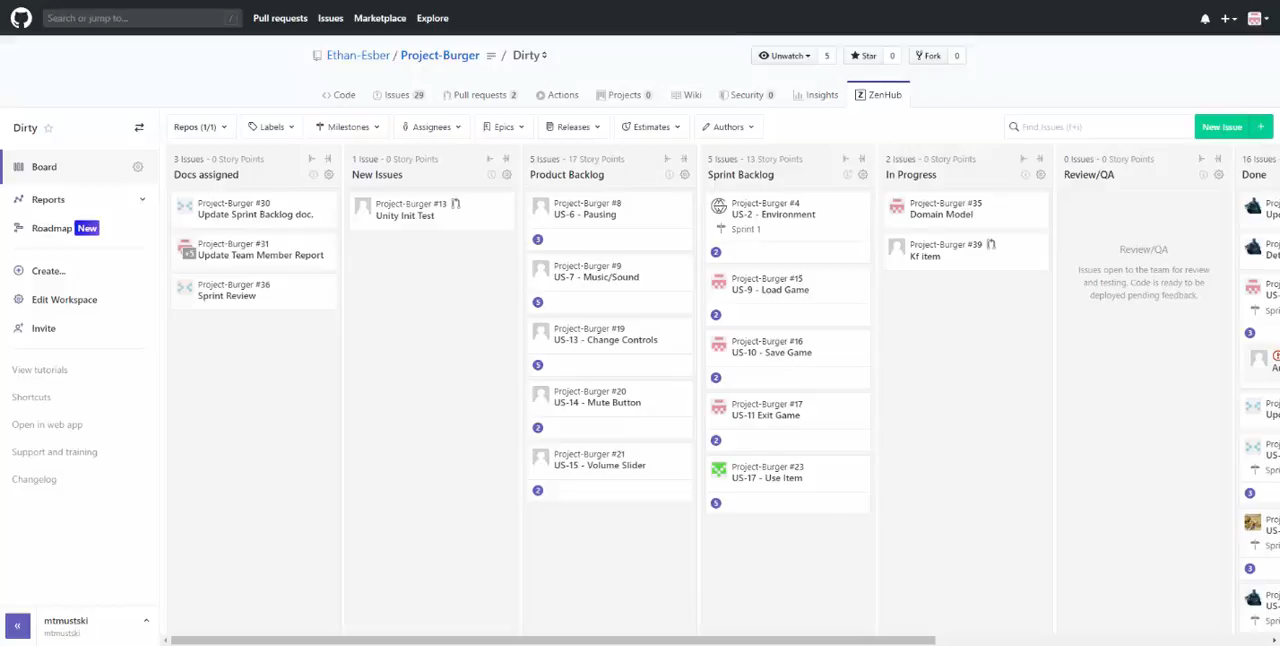 Search or jump to...
/
Pull requests
Issues
Marketplace
Explore
Ethan-Esber / Project-Burger / Dirty
Unwatch 5
Star 0
Fork 0
Code
Issues 29
Pull requests 2
Actions
Projects 0
Wiki
Security 0
Insights
ZenHub
Dirty
Repos (1/1)
Labels
Milestones
Assignees
Epics
Releases
Estimates
Authors
Find Issues (f+i)
New Issue +
Board
Reports
Roadmap New
Create...
Edit Workspace
Invite
View tutorials
Shortcuts
Open in web app
Support and training
Changelog
mtmustski
mtmustski
3 Issues - 0 Story Points
Docs assigned
Project-Burger #30
Update Sprint Backlog doc.
Project-Burger #31
Update Team Member Report
Project-Burger #36
Sprint Review
1 Issue - 0 Story Points
New Issues
Project-Burger #13
Unity Init Test
5 Issues - 17 Story Points
Product Backlog
Project-Burger #8
US-6 - Pausing
3
Project-Burger #9
US-7 - Music/Sound
5
Project-Burger #19
US-13 - Change Controls
5
Project-Burger #20
US-14 - Mute Button
2
Project-Burger #21
US-15 - Volume Slider
2
5 Issues - 13 Story Points
Sprint Backlog
Project-Burger #4
US-2 - Environment
Sprint 1
2
Project-Burger #15
US-9 - Load Game
2
Project-Burger #16
US-10 - Save Game
2
Project-Burger #17
US-11 Exit Game
2
Project-Burger #23
US-17 - Use Item
5
2 Issues - 0 Story Points
In Progress
Project-Burger #35
Domain Model
Project-Burger #39
Kf item
0 Issues - 0 Story Points
Review/QA
Review/QA
Issues open to the team for review
and testing. Code is ready to be
deployed pending feedback.
16 Issues
Done
Proj
Proj
Proj
US-
3
Proj
Proj
US-
3
Proj
US-
3
Proj
US-